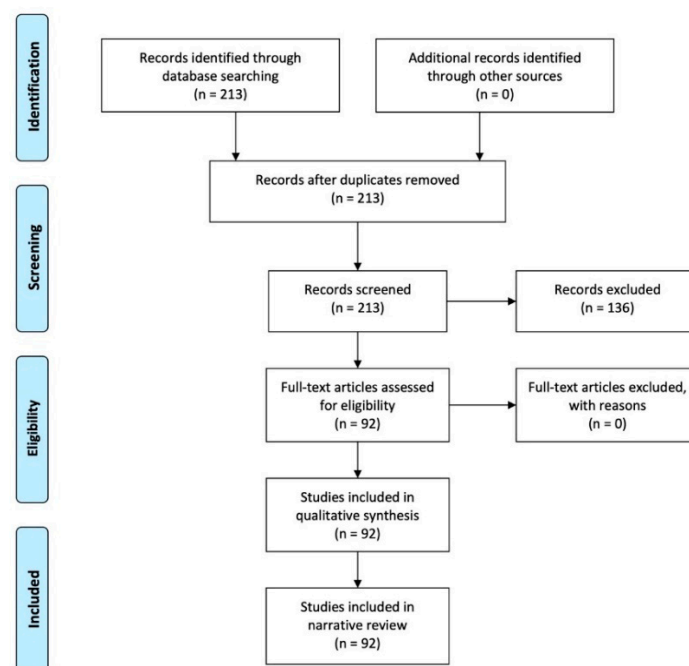 Identification
Records identified through
database searching
(n = 213)
Additional records identified
through other sources
(n = 0)
Records after duplicates removed
(n = 213)
Screening
Records screened
(n = 213)
Records excluded
(n = 136)
Eligibility
Full-text articles assessed
for eligibility
(n = 92)
Full-text articles excluded,
with reasons
(n = 0)
Studies included in
qualitative synthesis
(n = 92)
Included
Studies included in
narrative review
(n = 92)